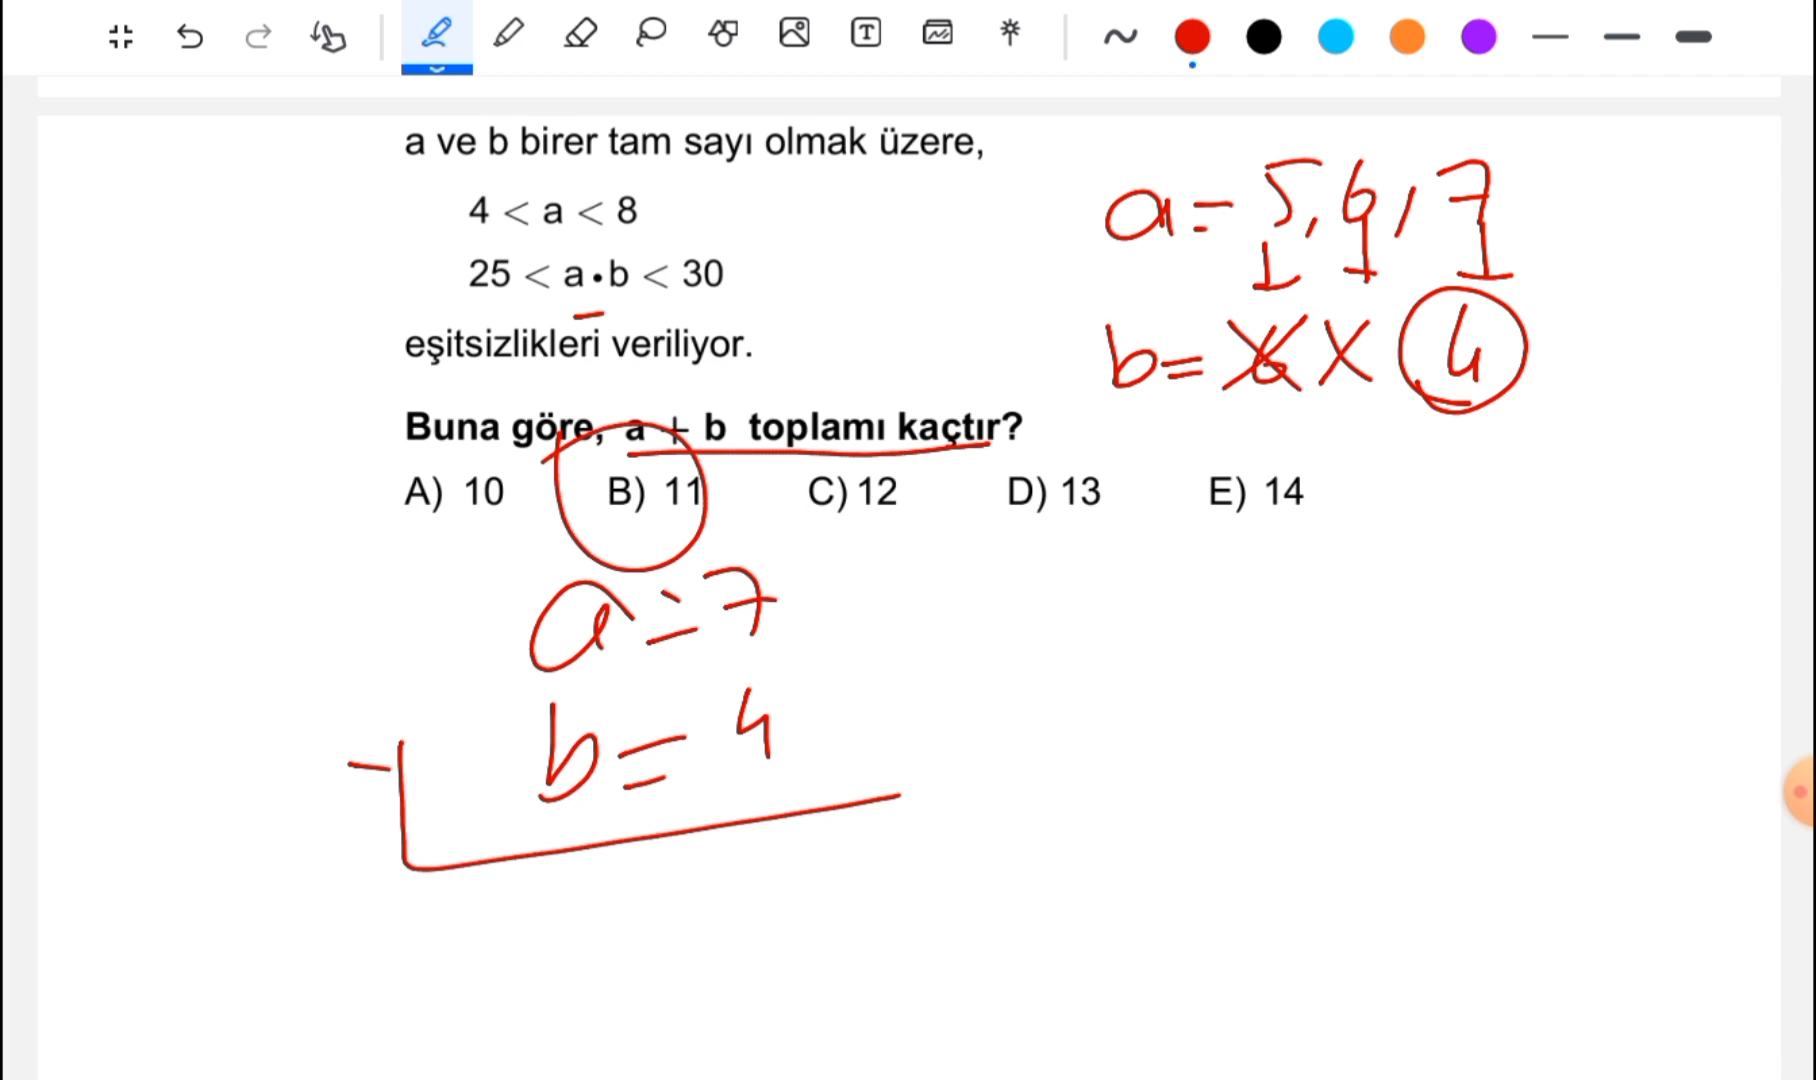 T
a ve b birer tam sayı olmak üzere,
4 < a < 8
25 < a•b < 30
eşitsizlikleri veriliyor.
Buna göre, a + b toplamı kaçtır?
A) 10 B) 11 C) 12 D) 13 E) 14
a = 5, 6, 7
b = X 4
a = 7
b = 4